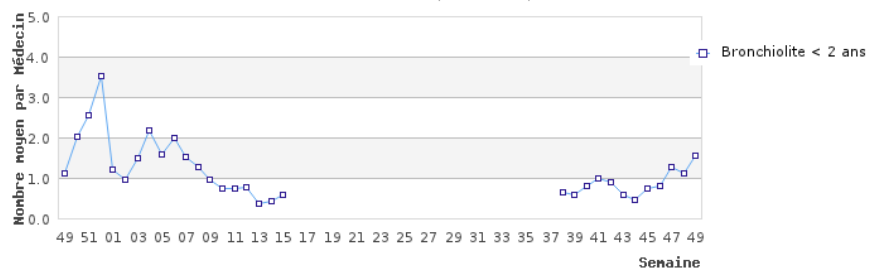 5.0
4.0
3.0
2.0
1.0
0.0
Nombre moyen par Médecin
Bronchiolite < 2 ans
49 51 01 03 05 07 09 11 13 15 17 19 21 23 25 27 29 31 33 35 37 39 41 43 45 47 49
Semaine